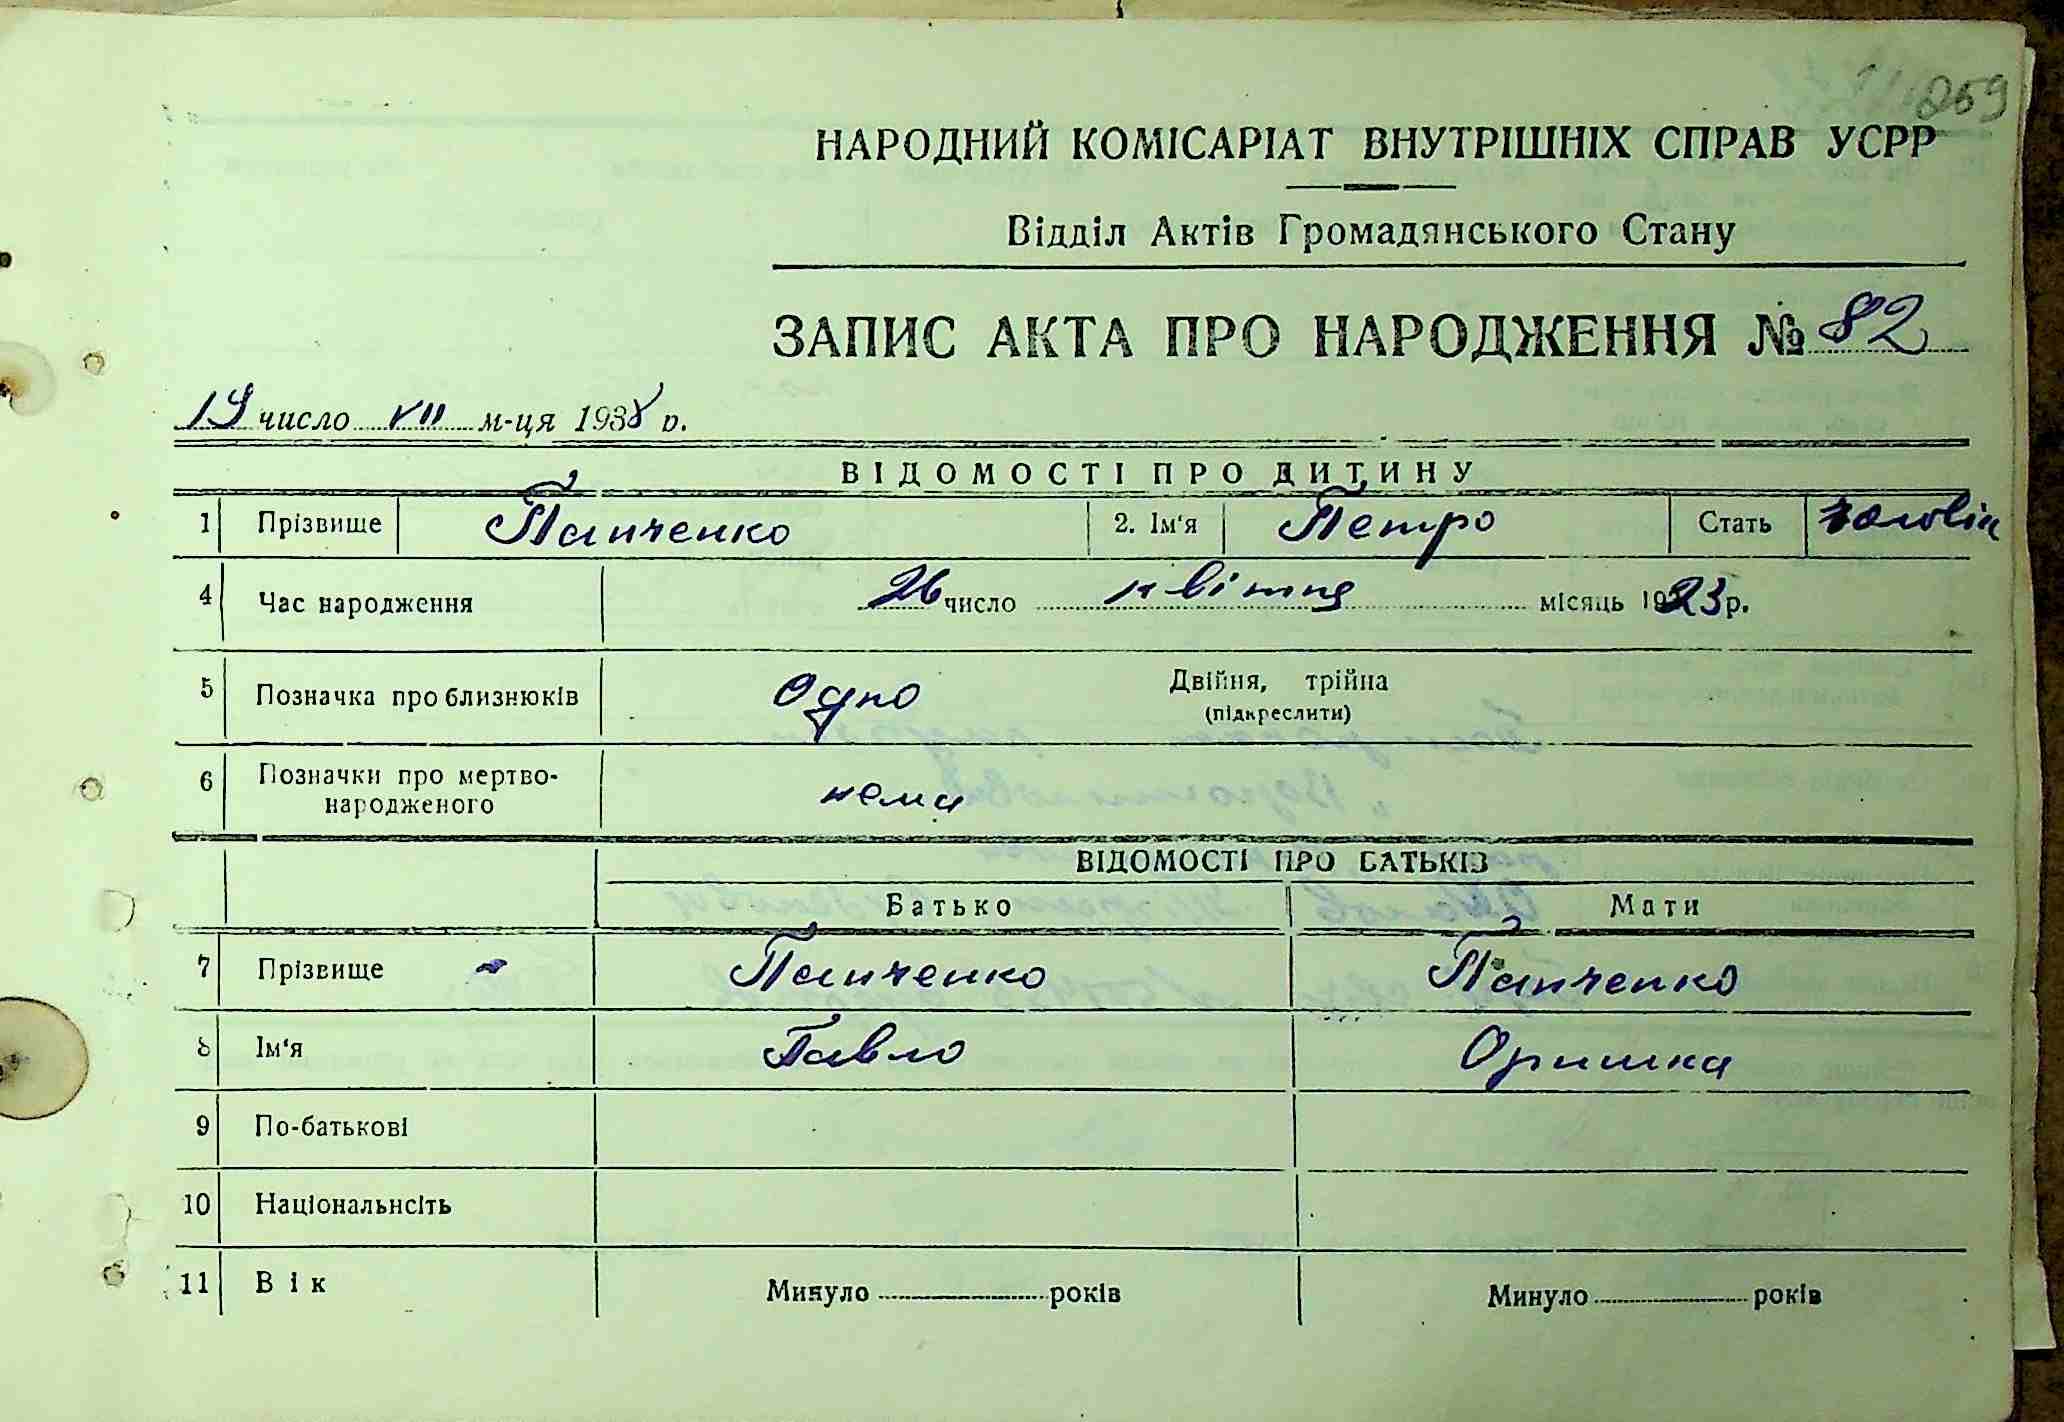 259
НАРОДНИЙ КОМІСАРІАТ ВНУТРІШНІХ СПРАВ УСРР
Відділ Актів Громадянського Стану
ЗАПИС АКТА ПРО НАРОДЖЕННЯ № 82
19 число VII м-ця 1938 р.
ВІДОМОСТІ ПРО ДИТИНУ
1 Прізвище Панченко 2. Ім'я Петро Стать чоловіч
4 Час народження 26 число квітня місяць 1923 р.
5 Позначка про близнюків Одно Двійня, трійна
(підкреслити)
6 Позначки про мертво-
народженого нема
ВІДОМОСТІ ПРО БАТЬКІВ
Батько Мати
7 Прізвище Панченко Панченко
8 Ім'я Павло Оришка
9 По-батькові
10 Національнсіть
11 Вік Минуло років Минуло років